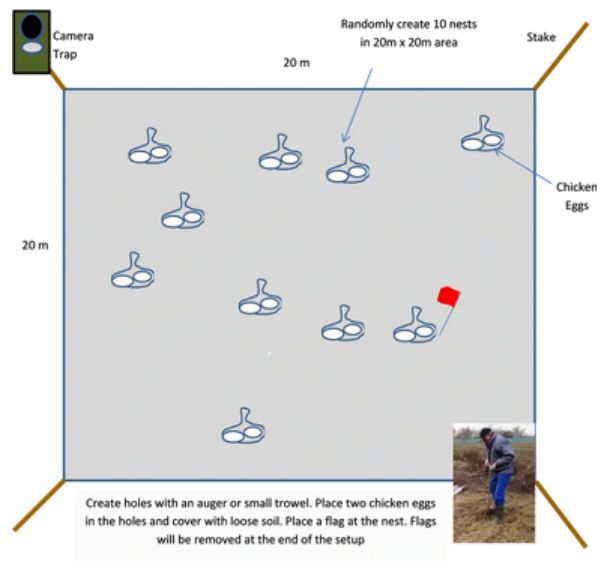 Camera
Trap
Randomly create 10 nests
in 20m x 20m area
Stake
20 m
Chicken
Eggs
20 m
Create holes with an auger or small trowel. Place two chicken eggs
in the holes and cover with loose soil. Place a flag at the nest. Flags
will be removed at the end of the setup